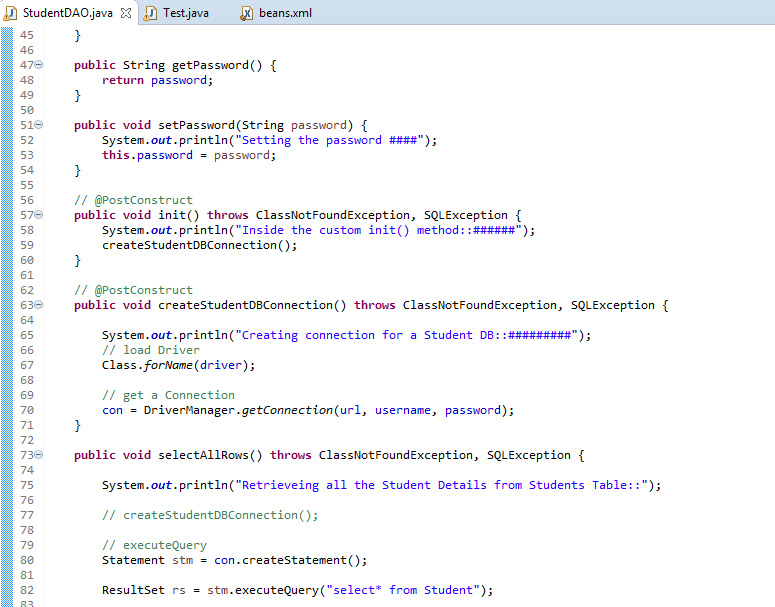 StudentDAO.java Test.java beans.xml
45 }
46
47 public String getPassword() {
48 return password;
49 }
50
51 public void setPassword(String password) {
52 System.out.println("Setting the password ####");
53 this.password = password;
54 }
55
56 // @PostConstruct
57 public void init() throws ClassNotFoundException, SQLException {
58 System.out.println("Inside the custom init() method::######");
59 createStudentDBConnection();
60 }
61
62 // @PostConstruct
63 public void createStudentDBConnection() throws ClassNotFoundException, SQLException {
64
65 System.out.println("Creating connection for a Student DB::#########");
66 // load Driver
67 Class.forName(driver);
68
69 // get a Connection
70 con = DriverManager.getConnection(url, username, password);
71 }
72
73 public void selectAllRows() throws ClassNotFoundException, SQLException {
74
75 System.out.println("Retrieveing all the Student Details from Students Table::");
76
77 // createStudentDBConnection();
78
79 // executeQuery
80 Statement stm = con.createStatement();
81
82 ResultSet rs = stm.executeQuery("select* from Student");
83